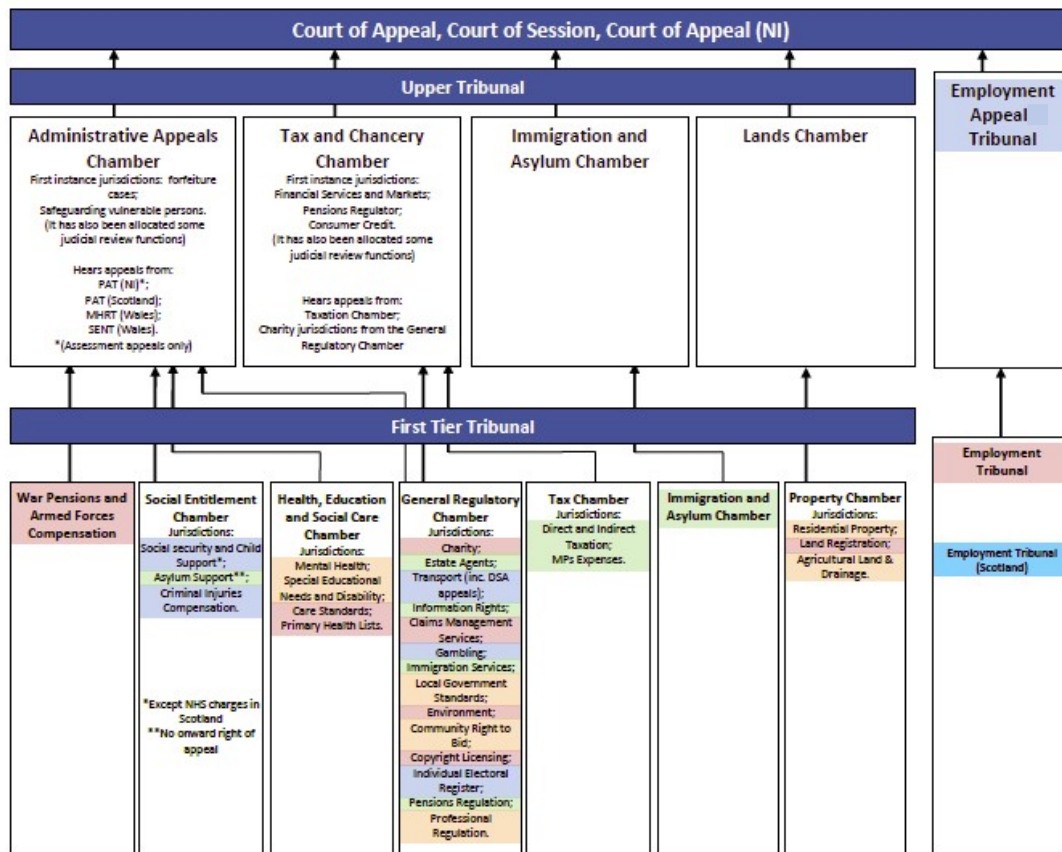 Court of Appeal, Court of Session, Court of Appeal (NI)
Upper Tribunal
Employment
Appeal
Tribunal
Administrative Appeals
Chamber
First instance jurisdictions: forfeiture
cases;
Safeguarding vulnerable persons.
(It has also been allocated some
judicial review functions)
Hears appeals from:
PAT (NI)*;
PAT (Scotland);
MHRT (Wales);
SENT (Wales).
*(Assessment appeals only)
Tax and Chancery
Chamber
First instance jurisdictions:
Financial Services and Markets;
Pensions Regulator;
Consumer Credit.
(It has also been allocated some
judicial review functions)
Hears appeals from:
Taxation Chamber;
Charity jurisdictions from the General
Regulatory Chamber
Immigration and
Asylum Chamber
Lands Chamber
First Tier Tribunal
War Pensions and
Armed Forces
Compensation
Social Entitlement
Chamber
Jurisdictions:
Social security and Child
Support*;
Asylum Support**;
Criminal Injuries
Compensation.
*Except NHS charges in
Scotland
**No onward right of
appeal
Health, Education
and Social Care
Chamber
Jurisdictions:
Mental Health;
Special Educational
Needs and Disability;
Care Standards;
Primary Health Lists.
General Regulatory
Chamber
Jurisdictions:
Charity;
Estate Agents;
Transport (inc. DSA
appeals);
Information Rights;
Claims Management
Services;
Gambling;
Immigration Services;
Local Government
Standards;
Environment;
Community Right to
Bid;
Copyright Licensing;
Individual Electoral
Register;
Pensions Regulation;
Professional
Regulation.
Tax Chamber
Jurisdictions:
Direct and Indirect
Taxation;
MPs Expenses.
Immigration and
Asylum Chamber
Property Chamber
Jurisdictions:
Residential Property;
Land Registration;
Agricultural Land &
Drainage.
Employment
Tribunal
Employment Tribunal
(Scotland)